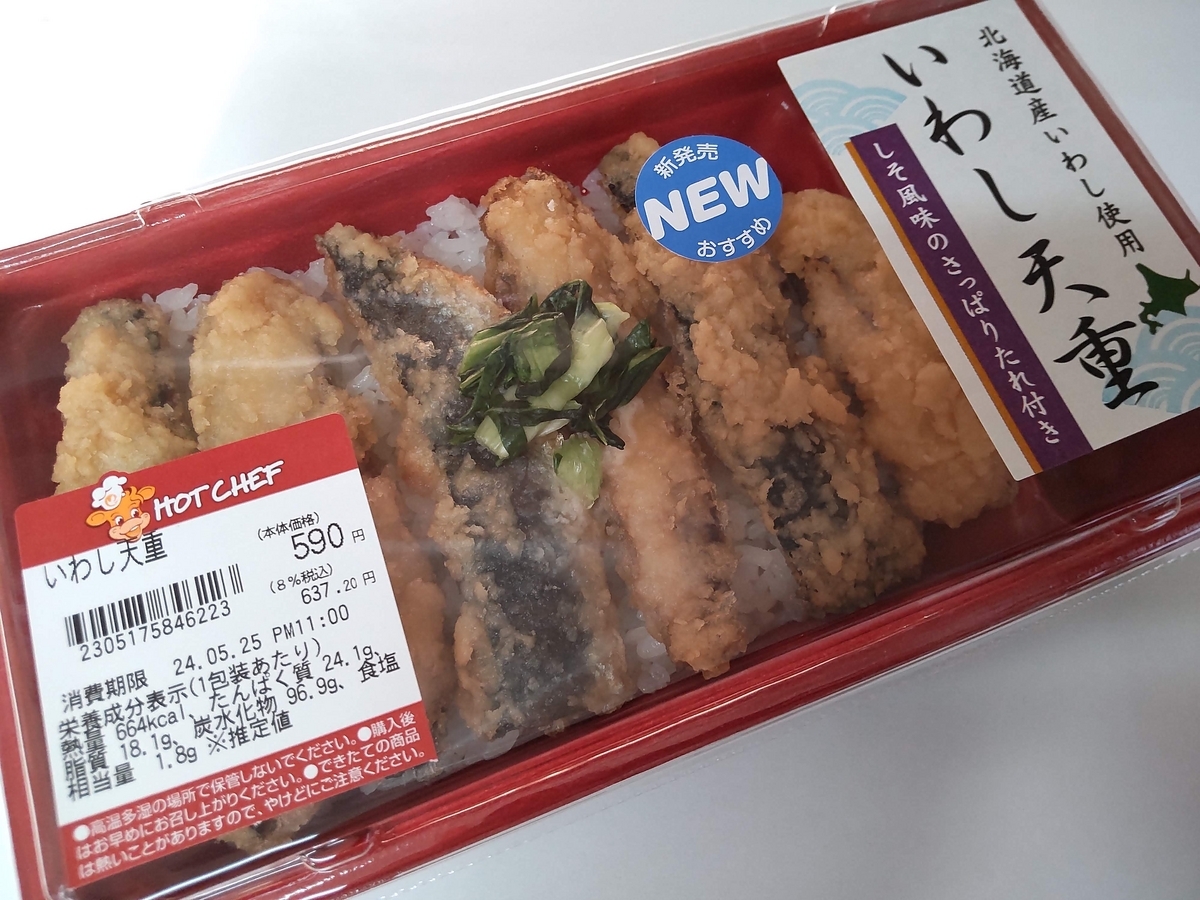 北海道産いわし使用
いわし天重
しそ風味のさっぱりたれ付き
新発売
NEW
おすすめ
HOT CHEF
いわし天重
(本体価格)
590円
(8%税込)
637.20円
2305175846223
消費期限 24.05.25 PM11:00
栄養成分表示(1包装あたり)
熱量 664kcal、たんぱく質 24.1g、
脂質 18.1g、炭水化物 96.9g、食塩
相当量 1.8g ※推定値
●高温多湿の場所で保管しないでください。●購入後
はお早めにお召し上がりください。●できたての商品
は熱いことがありますので、やけどにご注意ください。